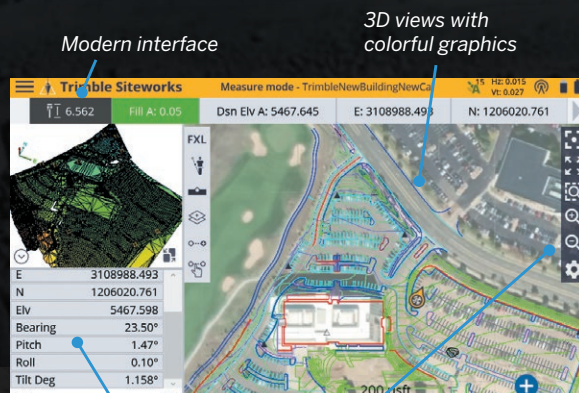 Modern interface
3D views with
colorful graphics
Trimble Siteworks
Measure mode - TrimbleNewBuildingNewCa
15
Hz: 0.015
Vt: 0.027
6.562
Fill A: 0.05
Dsn Elv A: 5467.645
E: 3108988.493
N: 1206020.761
FXL
E 3108988.493
N 1206020.761
Elv 5467.598
Bearing 23.50°
Pitch 1.47°
Roll 0.10°
Tilt Deg 1.158°
200 usft